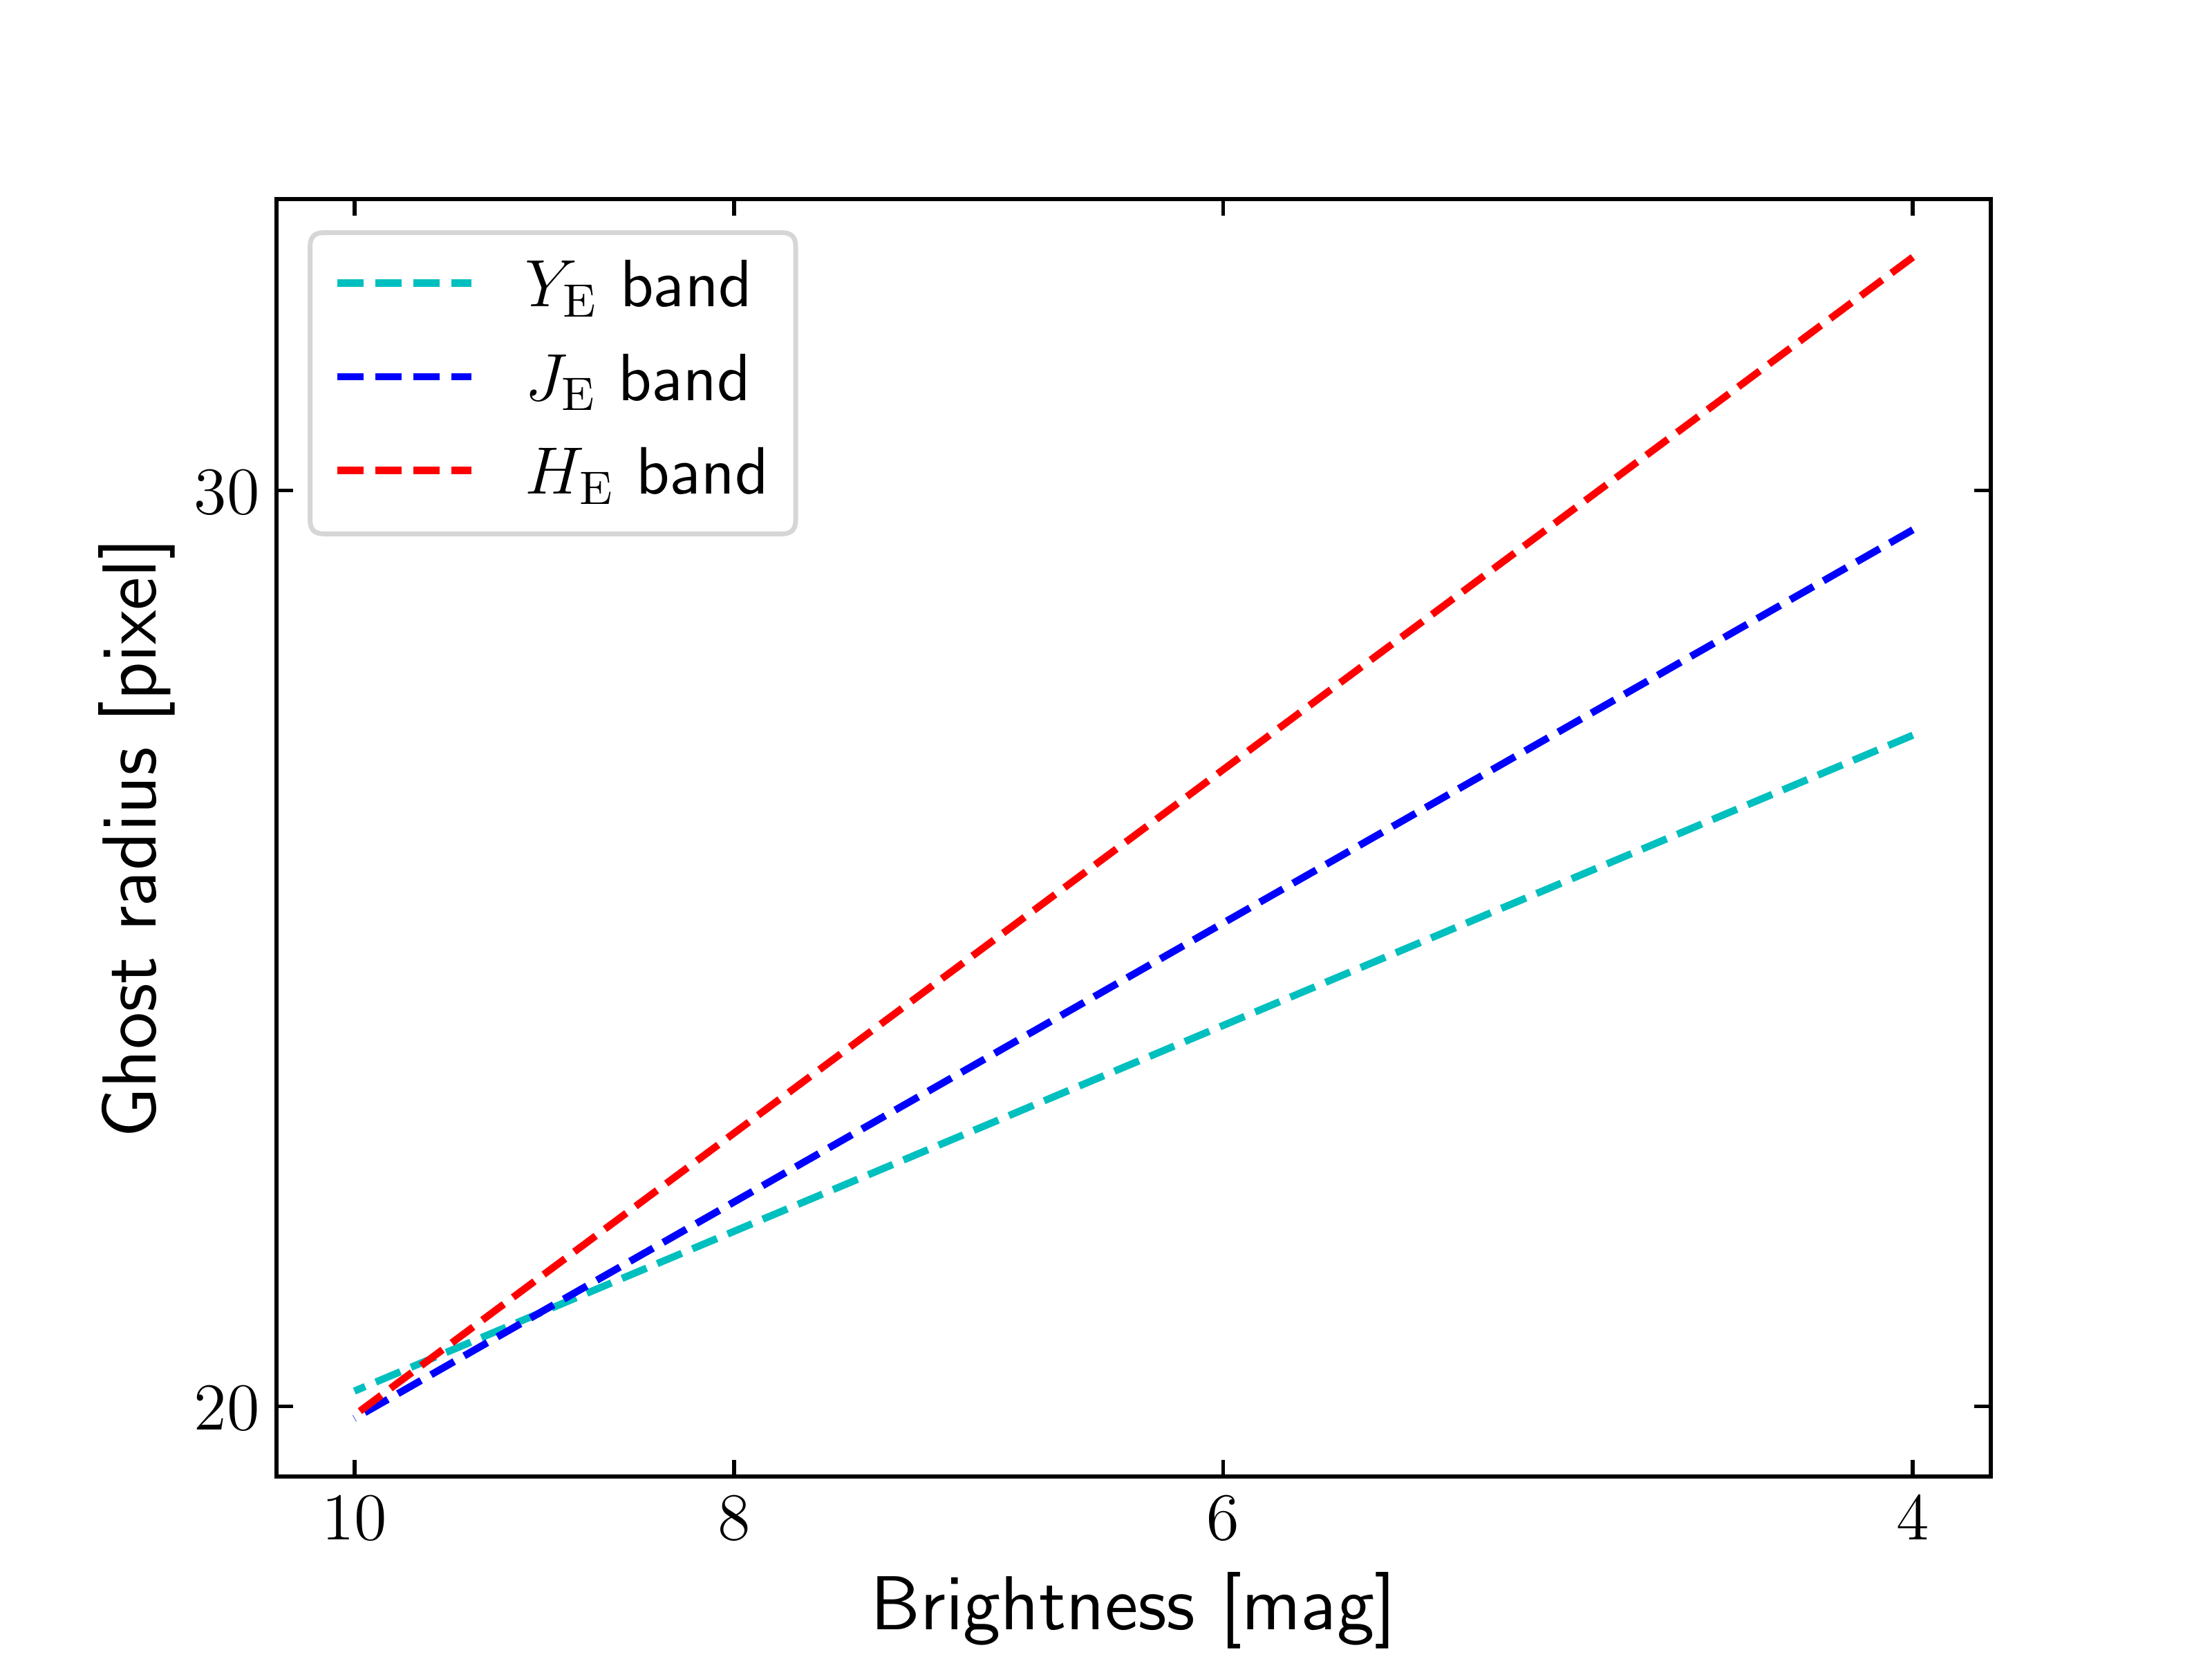 Y_E band
J_E band
H_E band
30
20
Ghost radius [pixel]
10 8 6 4
Brightness [mag]